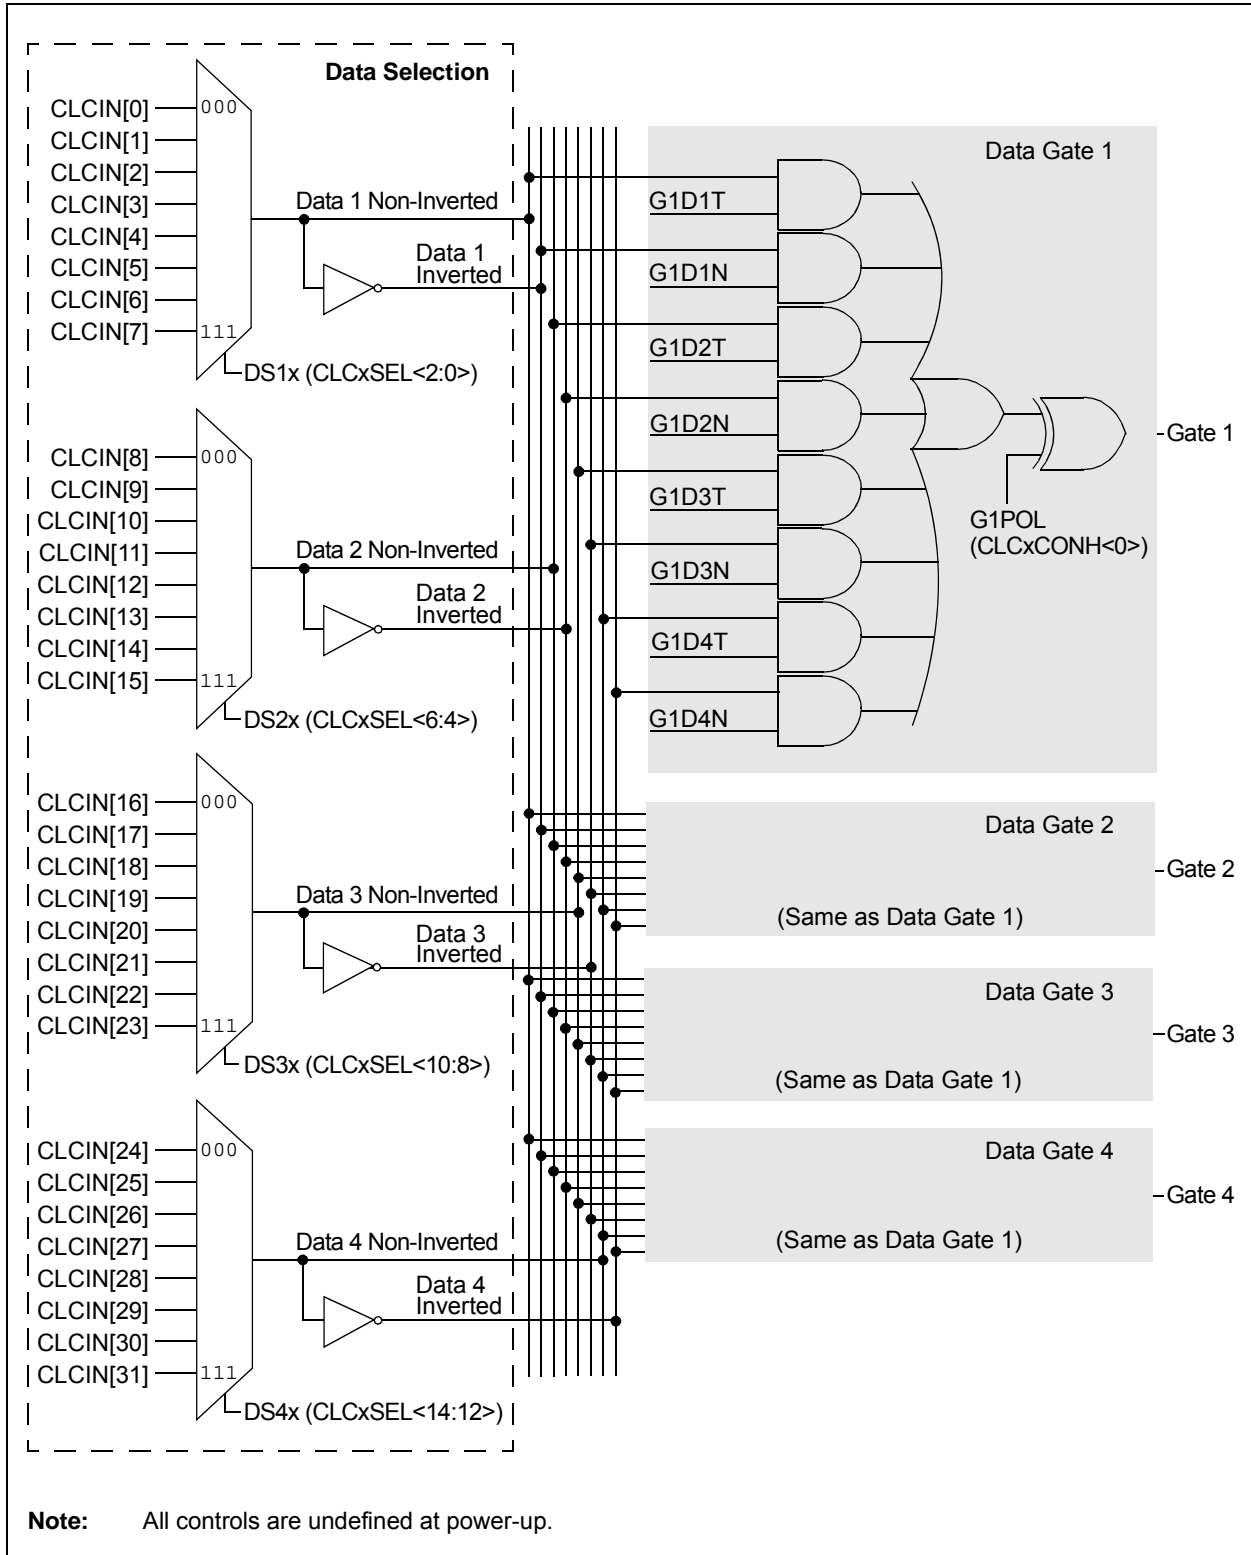 Data Selection
CLCIN[0]
CLCIN[1]
CLCIN[2]
CLCIN[3]
CLCIN[4]
CLCIN[5]
CLCIN[6]
CLCIN[7]
000
111
Data 1 Non-Inverted
Data 1
Inverted
DS1x (CLCxSEL<2:0>)
CLCIN[8]
CLCIN[9]
CLCIN[10]
CLCIN[11]
CLCIN[12]
CLCIN[13]
CLCIN[14]
CLCIN[15]
000
111
Data 2 Non-Inverted
Data 2
Inverted
DS2x (CLCxSEL<6:4>)
CLCIN[16]
CLCIN[17]
CLCIN[18]
CLCIN[19]
CLCIN[20]
CLCIN[21]
CLCIN[22]
CLCIN[23]
000
111
Data 3 Non-Inverted
Data 3
Inverted
DS3x (CLCxSEL<10:8>)
CLCIN[24]
CLCIN[25]
CLCIN[26]
CLCIN[27]
CLCIN[28]
CLCIN[29]
CLCIN[30]
CLCIN[31]
000
111
Data 4 Non-Inverted
Data 4
Inverted
DS4x (CLCxSEL<14:12>)
Data Gate 1
G1D1T
G1D1N
G1D2T
G1D2N
G1D3T
G1D3N
G1D4T
G1D4N
G1POL
(CLCxCONH<0>)
Gate 1
Data Gate 2
(Same as Data Gate 1)
Gate 2
Data Gate 3
(Same as Data Gate 1)
Gate 3
Data Gate 4
(Same as Data Gate 1)
Gate 4
Note: All controls are undefined at power-up.